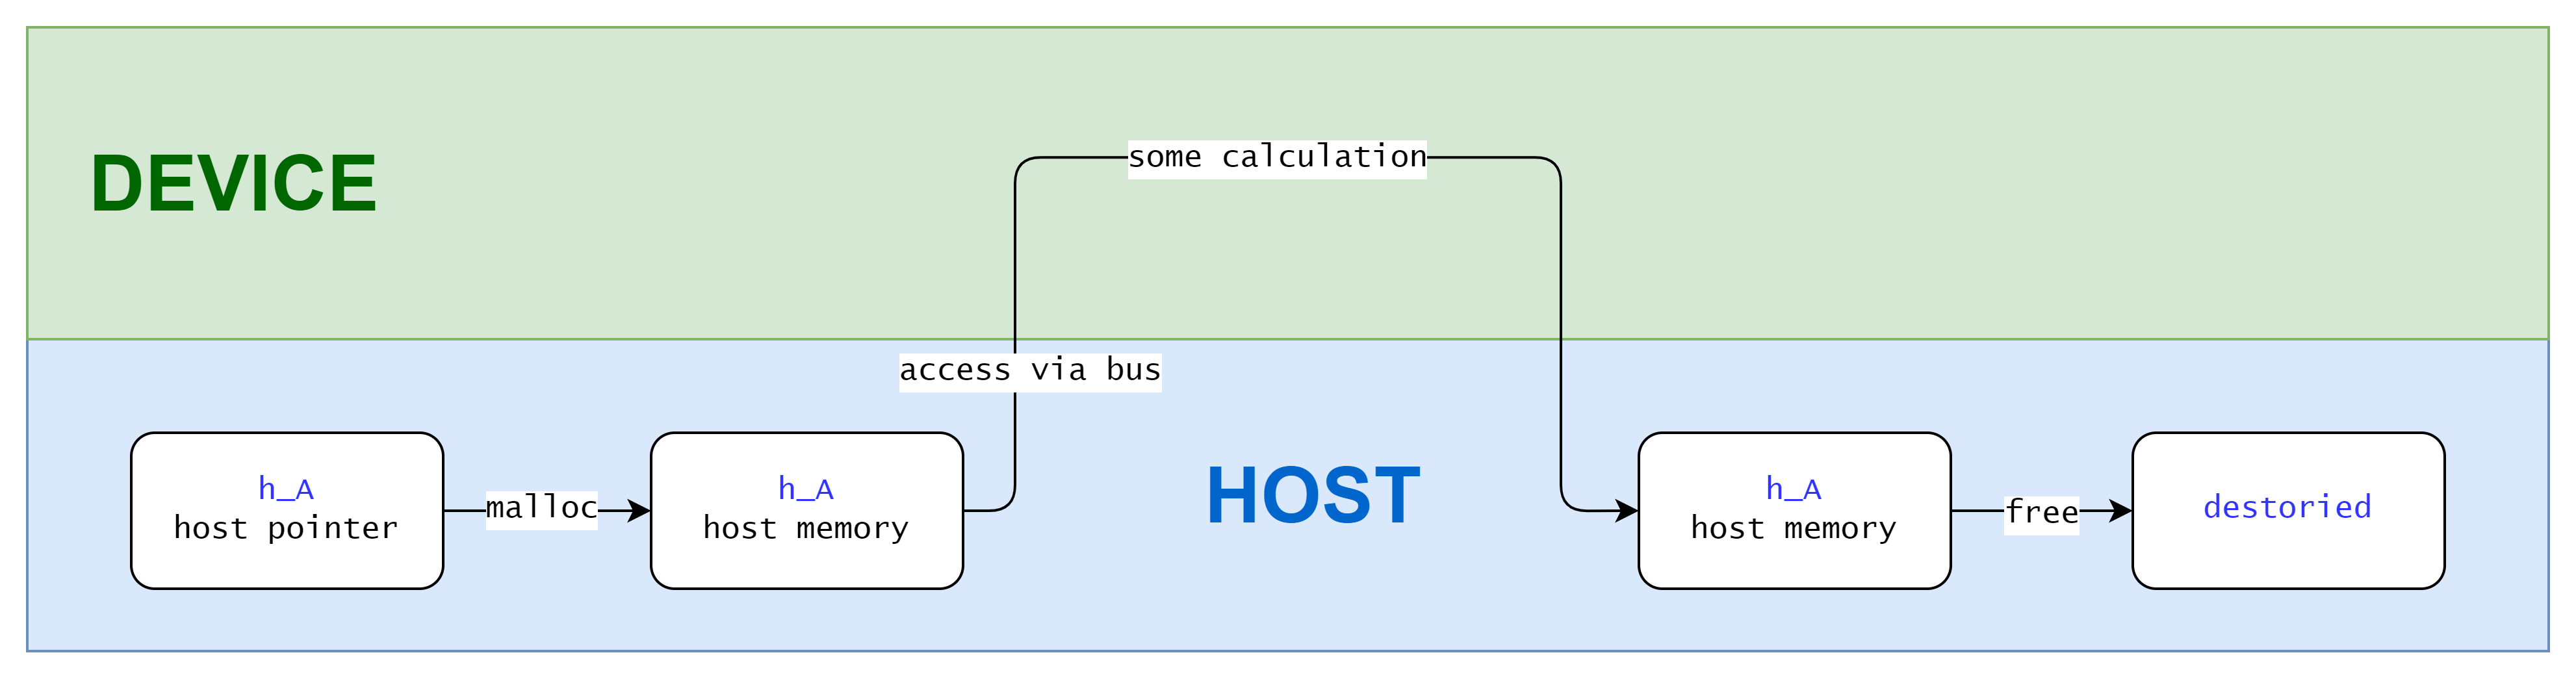 DEVICE
some calculation
access via bus
HOST
h_A
host pointer
malloc
h_A
host memory
h_A
host memory
free
destoried